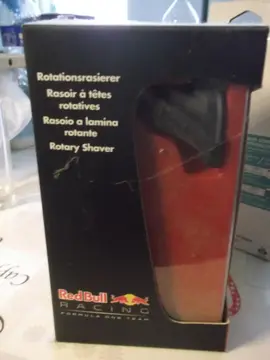 Rotationsrasierer
Rasoir à têtes
rotatives
Rasoio a lamina
rotante
Rotary Shaver
Red Bull
RACING
FORMULA ONE TEAM